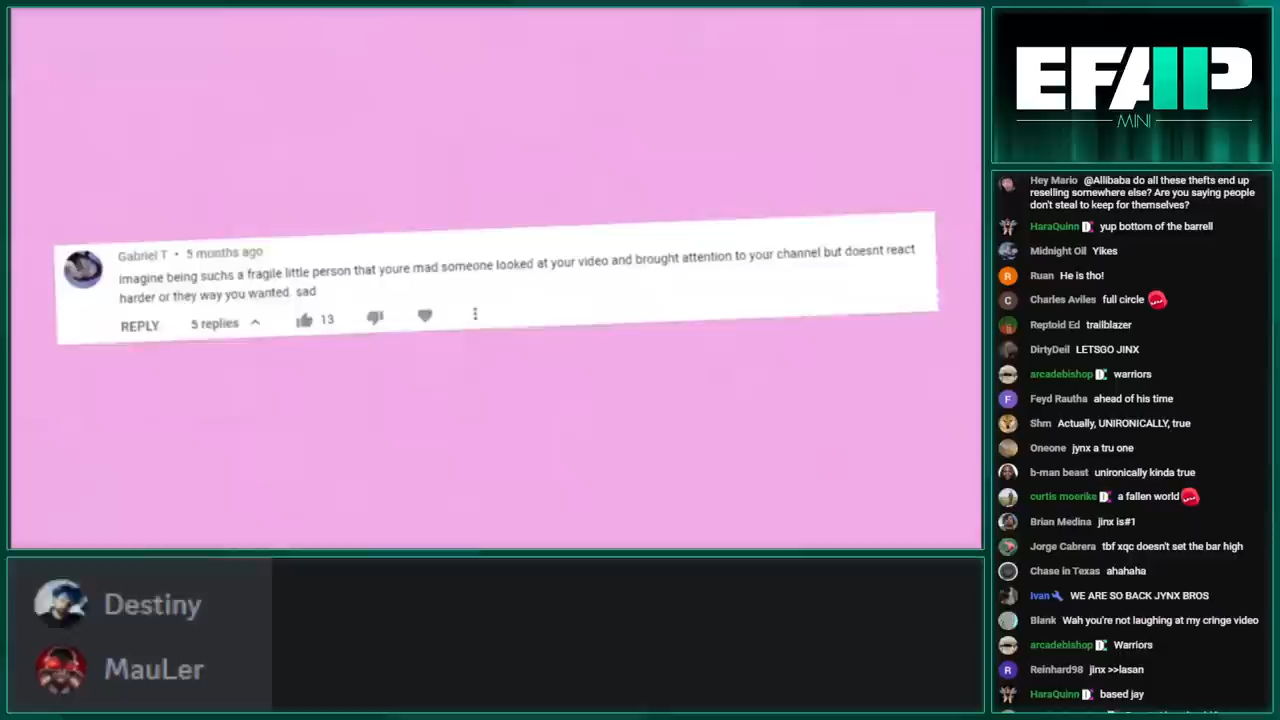 Gabriel T • 5 months ago
imagine being suchs a fragile little person that youre mad someone looked at your video and brought attention to your channel but doesnt react
harder or they way you wanted. sad
REPLY 5 replies 13
Destiny
MauLer
EFAP
MINI
Hey Mario @Allibaba do all these thefts end up
reselling somewhere else? Are you saying people
don't steal to keep for themselves?
HaraQuinn yup bottom of the barrell
Midnight Oil Yikes
Ruan He is tho!
Charles Aviles full circle
Reptoid Ed trailblazer
DirtyDeil LETSGO JINX
arcadebishop warriors
Feyd Rautha ahead of his time
Shm Actually, UNIRONICALLY, true
Oneone jynx a tru one
b-man beast unironically kinda true
curtis moerike a fallen world
Brian Medina jinx is#1
Jorge Cabrera tbf xqc doesn't set the bar high
Chase in Texas ahahaha
Ivan WE ARE SO BACK JYNX BROS
Blank Wah you're not laughing at my cringe video
arcadebishop Warriors
Reinhard98 jinx >>lasan
HaraQuinn based jay